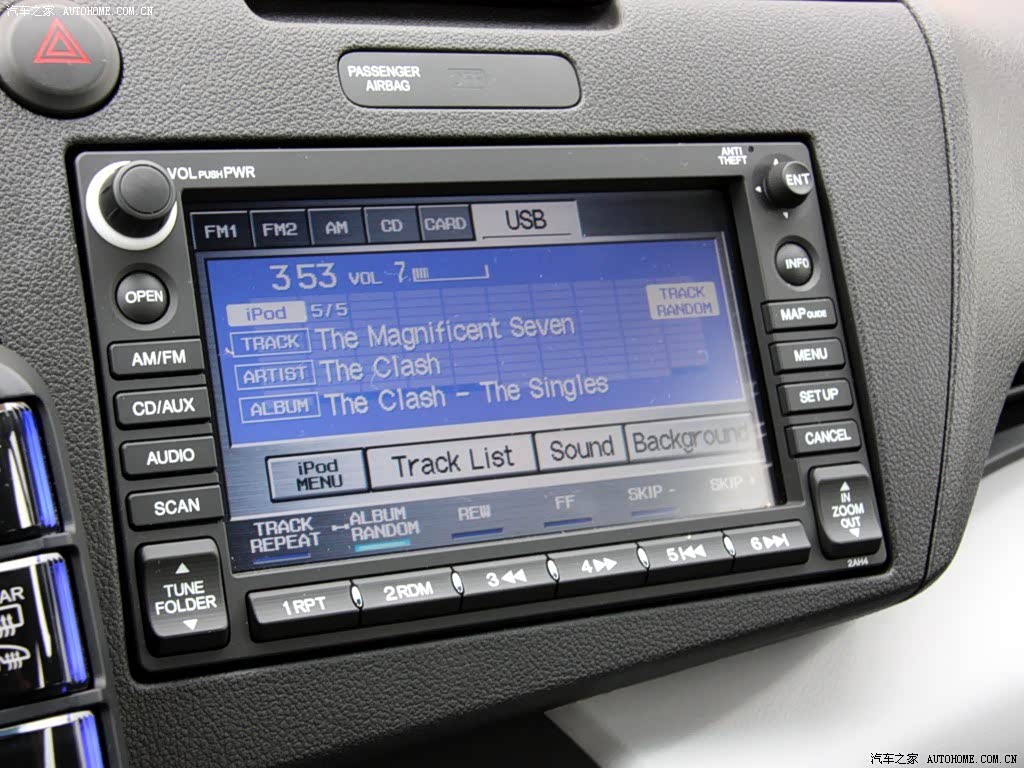 汽车之家 AUTOHOME.COM.CN
PASSENGER
AIRBAG
VOL PUSH PWR
ANTI
THEFT
ENT
FM1 FM2 AM CD CARD USB
353 VOL 7
iPod 5/5
TRACK
RANDOM
TRACK The Magnificent Seven
ARTIST The Clash
ALBUM The Clash - The Singles
iPod
MENU
Track List Sound Background
TRACK
REPEAT
ALBUM
RANDOM
REW FF SKIP - SKIP +
OPEN
AM/FM
CD/AUX
AUDIO
SCAN
TUNE
FOLDER
INFO
MAP GUIDE
MENU
SETUP
CANCEL
IN
ZOOM
OUT
2AH4
1 RPT 2 RDM 3 4 5 6
汽车之家 AUTOHOME.COM.CN